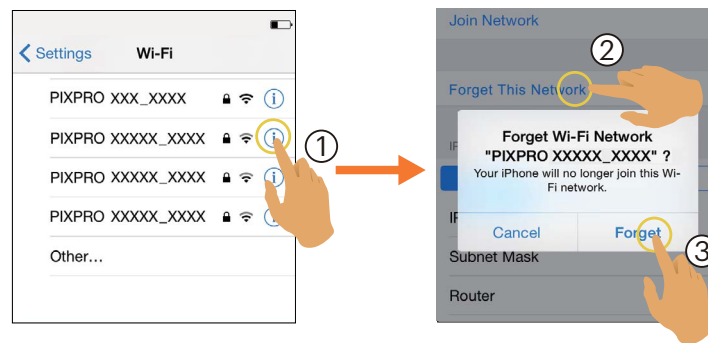 Settings Wi-Fi
PIXPRO XXX_XXXX
PIXPRO XXXXX_XXXX
PIXPRO XXXXX_XXXX
PIXPRO XXXXX_XXXX
Other...
1
Join Network
2
Forget This Network
Forget Wi-Fi Network
"PIXPRO XXXXX_XXXX" ?
Your iPhone will no longer join this Wi-
Fi network.
IP
Cancel Forget
3
Subnet Mask
Router